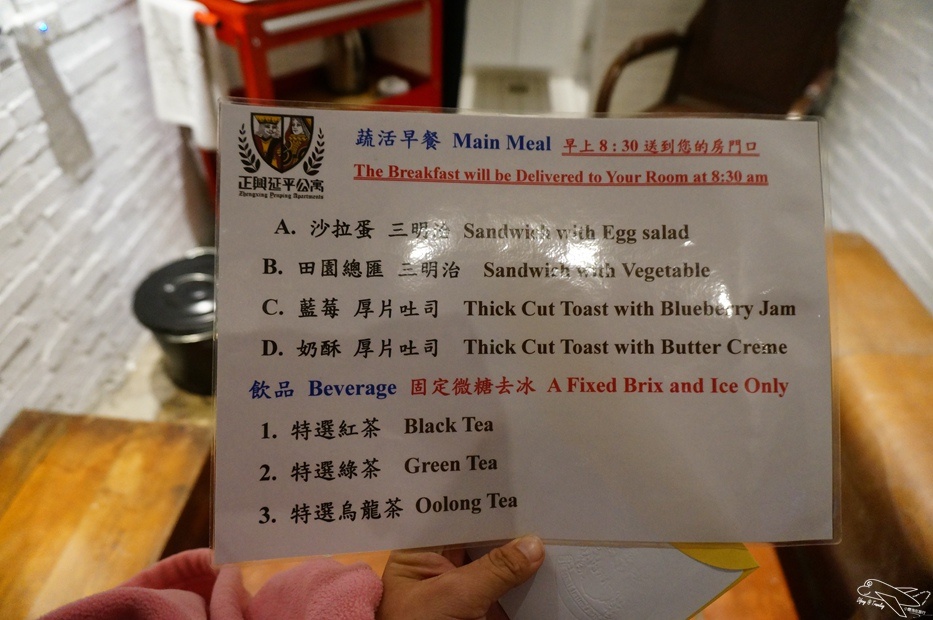 正興延平公寓
Zhengxing Yenping Apartments
蔬活早餐 Main Meal 早上 8 : 30 送到您的房門口
The Breakfast will be Delivered to Your Room at 8:30 am
A. 沙拉蛋 三明治 Sandwich with Egg salad
B. 田園總匯 三明治 Sandwich with Vegetable
C. 藍莓 厚片吐司 Thick Cut Toast with Blueberry Jam
D. 奶酥 厚片吐司 Thick Cut Toast with Butter Creme
飲品 Beverage 固定微糖去冰 A Fixed Brix and Ice Only
1. 特選紅茶 Black Tea
2. 特選綠茶 Green Tea
3. 特選烏龍茶 Oolong Tea